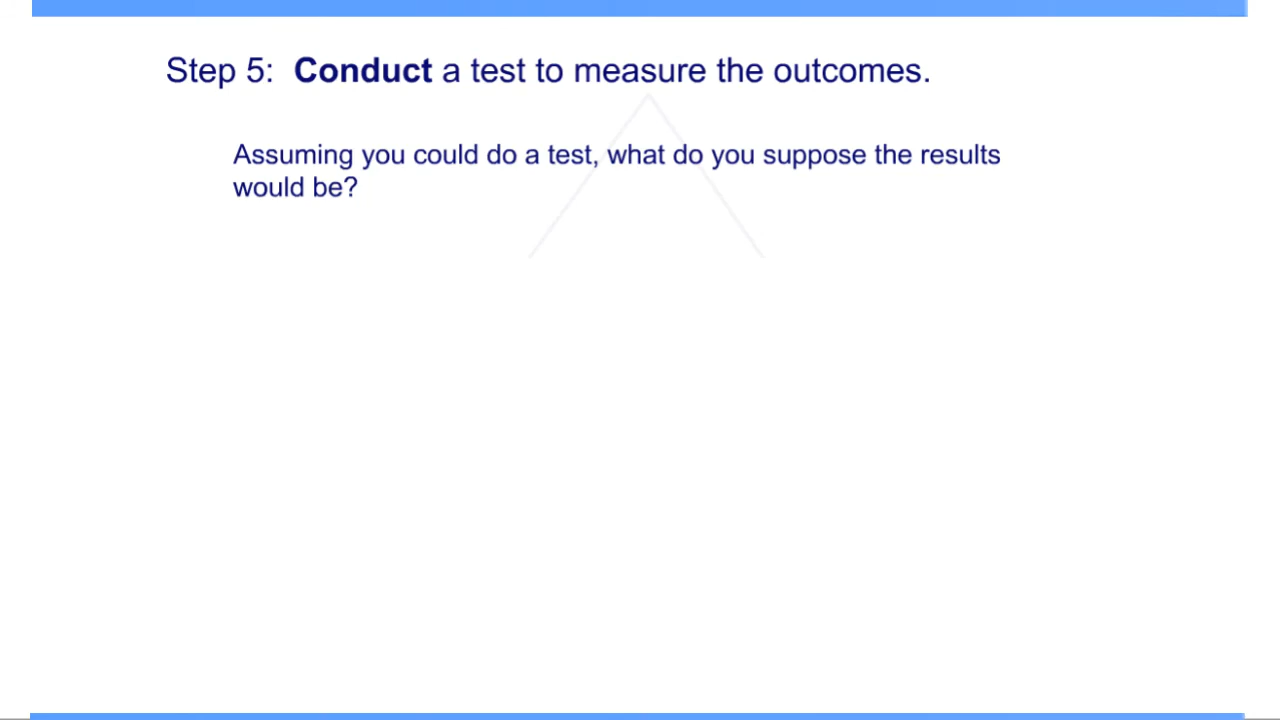 Step 5: Conduct a test to measure the outcomes.
Assuming you could do a test, what do you suppose the results
would be?